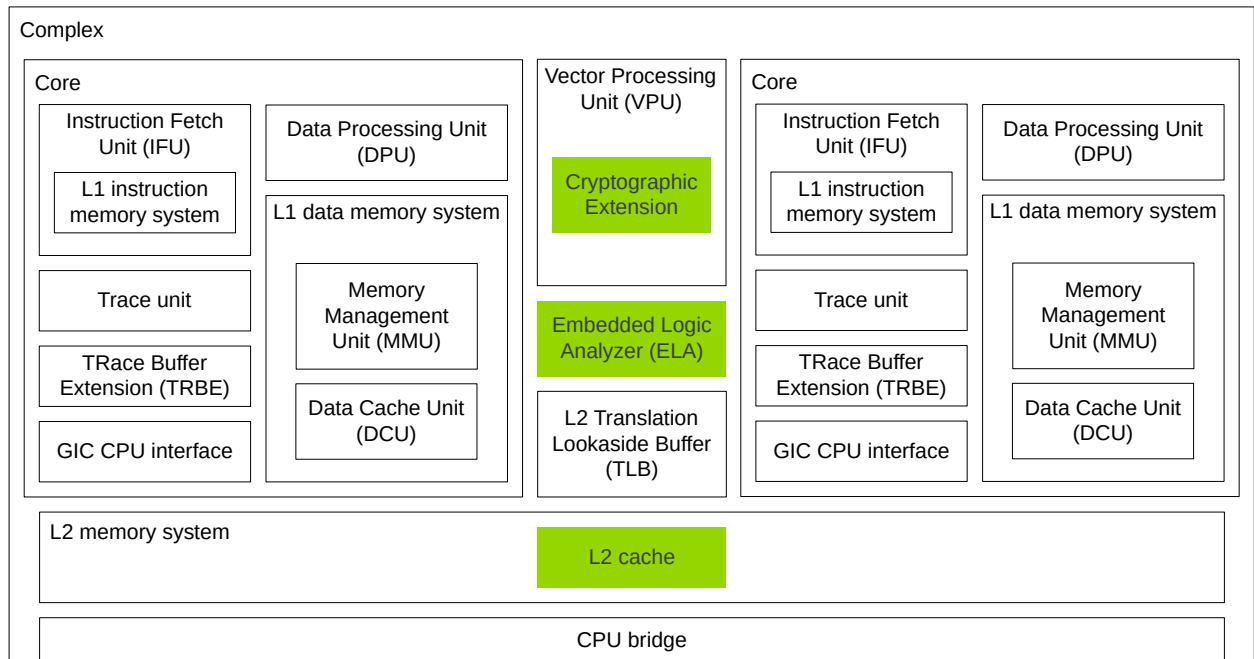 Complex
Core
Instruction Fetch
Unit (IFU)
L1 instruction
memory system
Trace unit
TRace Buffer
Extension (TRBE)
GIC CPU interface
Data Processing Unit
(DPU)
L1 data memory system
Memory
Management
Unit (MMU)
Data Cache Unit
(DCU)
Vector Processing
Unit (VPU)
Cryptographic
Extension
Embedded Logic
Analyzer (ELA)
L2 Translation
Lookaside Buffer
(TLB)
Core
Instruction Fetch
Unit (IFU)
L1 instruction
memory system
Trace unit
TRace Buffer
Extension (TRBE)
GIC CPU interface
Data Processing Unit
(DPU)
L1 data memory system
Memory
Management
Unit (MMU)
Data Cache Unit
(DCU)
L2 memory system
L2 cache
CPU bridge